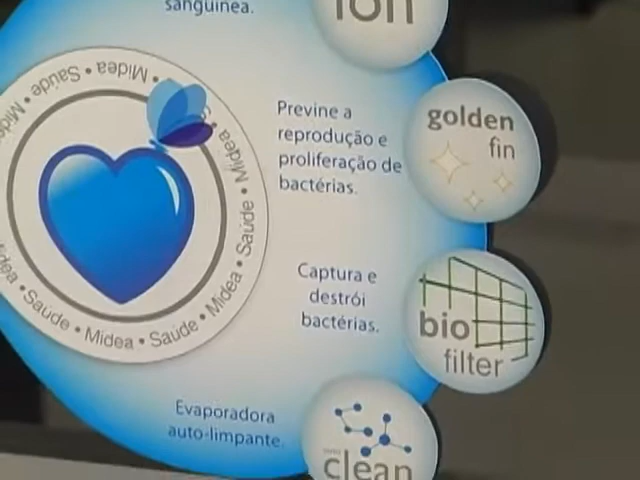 sanguínea.
ion
Previne a
reprodução e
proliferação de
bactérias.
golden
fin
Captura e
destrói
bactérias.
bio
filter
Evaporadora
auto-limpante.
clean
Midea • Saúde • Midea • Saúde • Midea • Saúde • Midea • Saúde